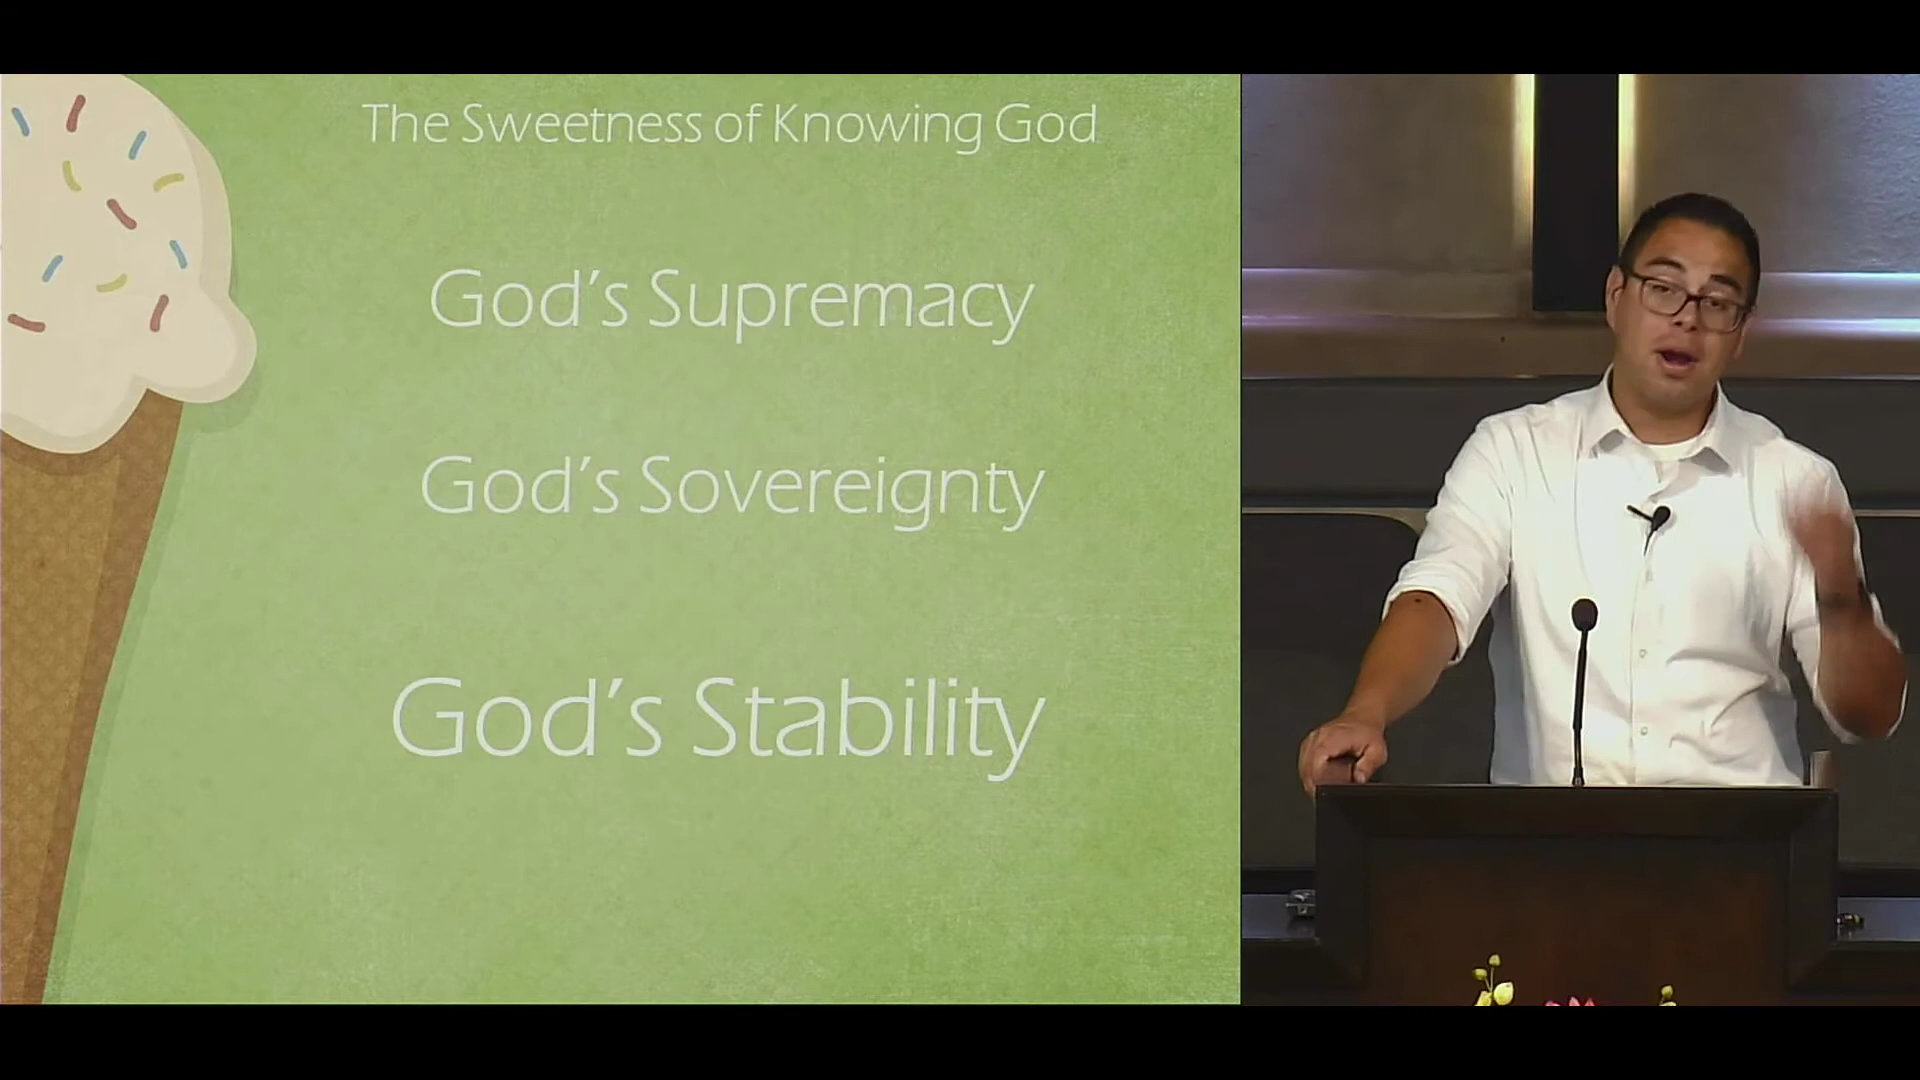 The Sweetness of Knowing God
God's Supremacy
God's Sovereignty
God's Stability